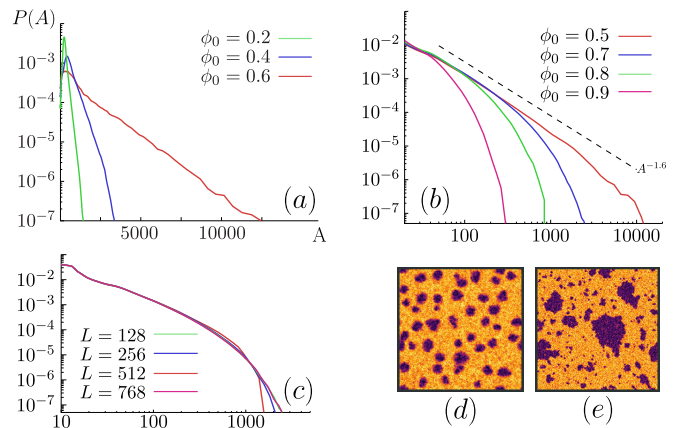 P(A)
ϕ₀ = 0.2
ϕ₀ = 0.4
ϕ₀ = 0.6
10⁻³
10⁻⁴
10⁻⁵
10⁻⁶
10⁻⁷
5000 10000 A
(a)
10⁻²
10⁻³
10⁻⁴
10⁻⁵
10⁻⁶
10⁻⁷
ϕ₀ = 0.5
ϕ₀ = 0.7
ϕ₀ = 0.8
ϕ₀ = 0.9
A⁻¹·⁶
(b)
100 1000 10000
10⁻²
10⁻³
10⁻⁴
10⁻⁵
10⁻⁶
10⁻⁷
L = 128
L = 256
L = 512
L = 768
(c)
10 100 1000
(d) (e)